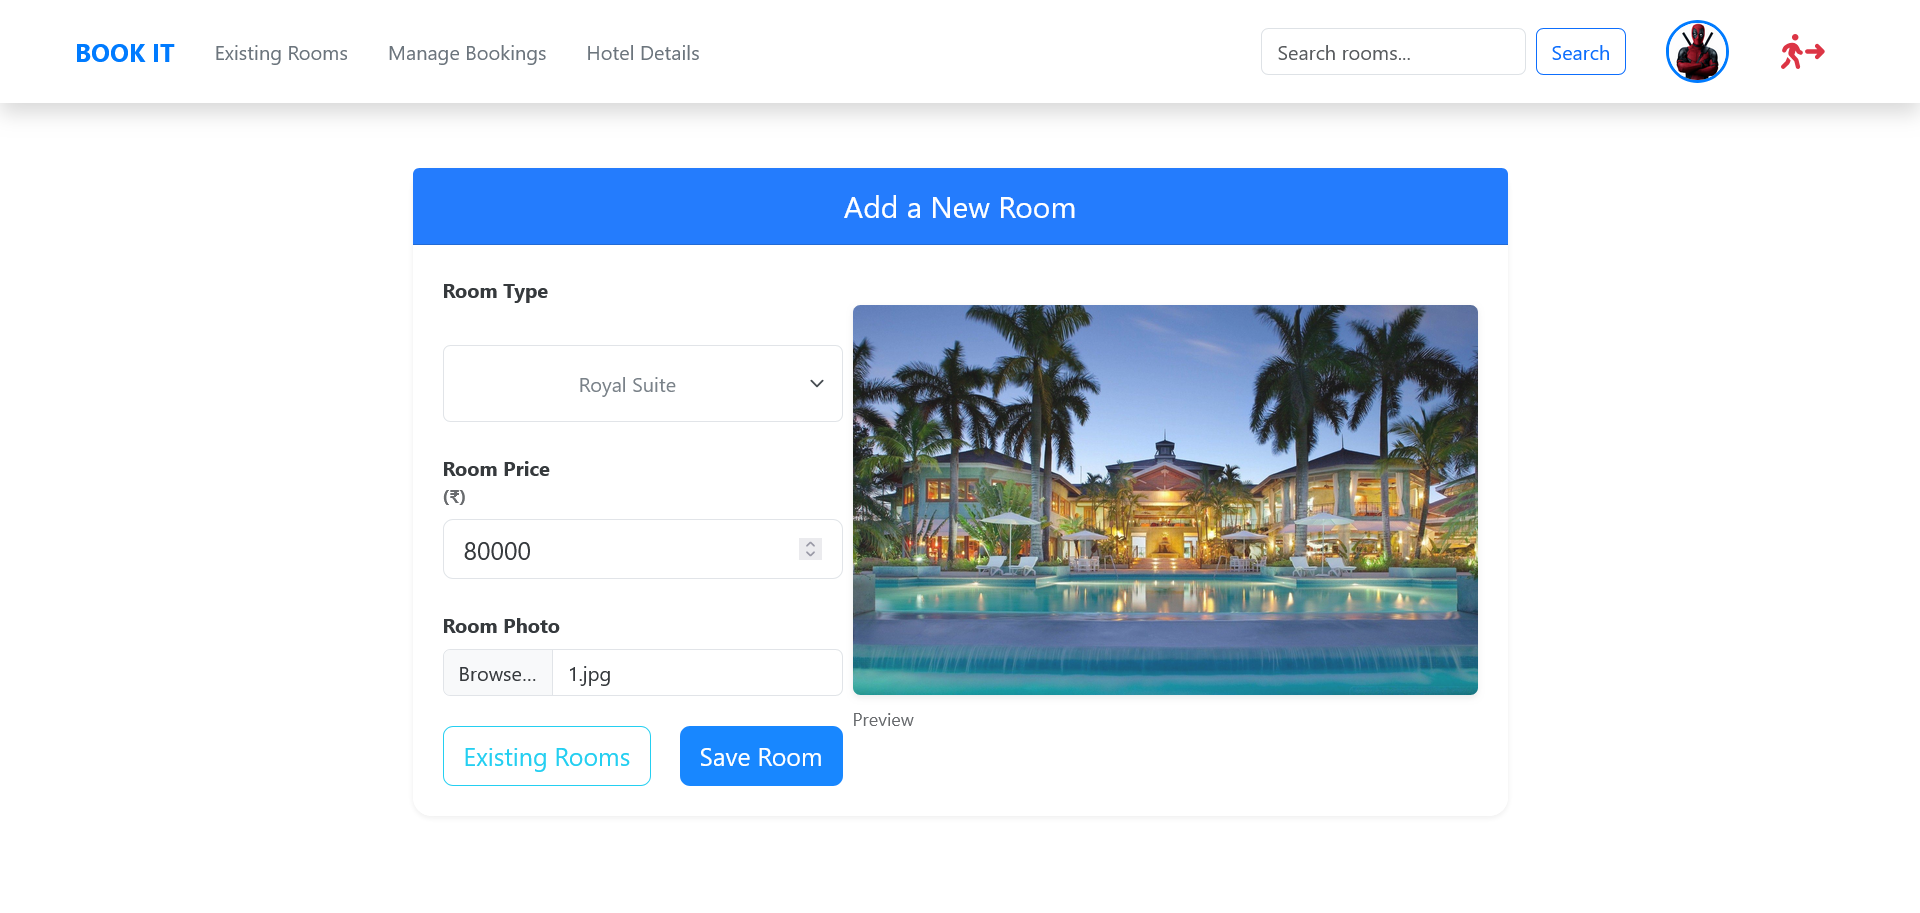 BOOK IT
Existing Rooms
Manage Bookings
Hotel Details
Search rooms...
Search
Add a New Room
Room Type
Royal Suite
Room Price
(₹)
80000
Room Photo
Browse... 1.jpg
Existing Rooms
Save Room
Preview